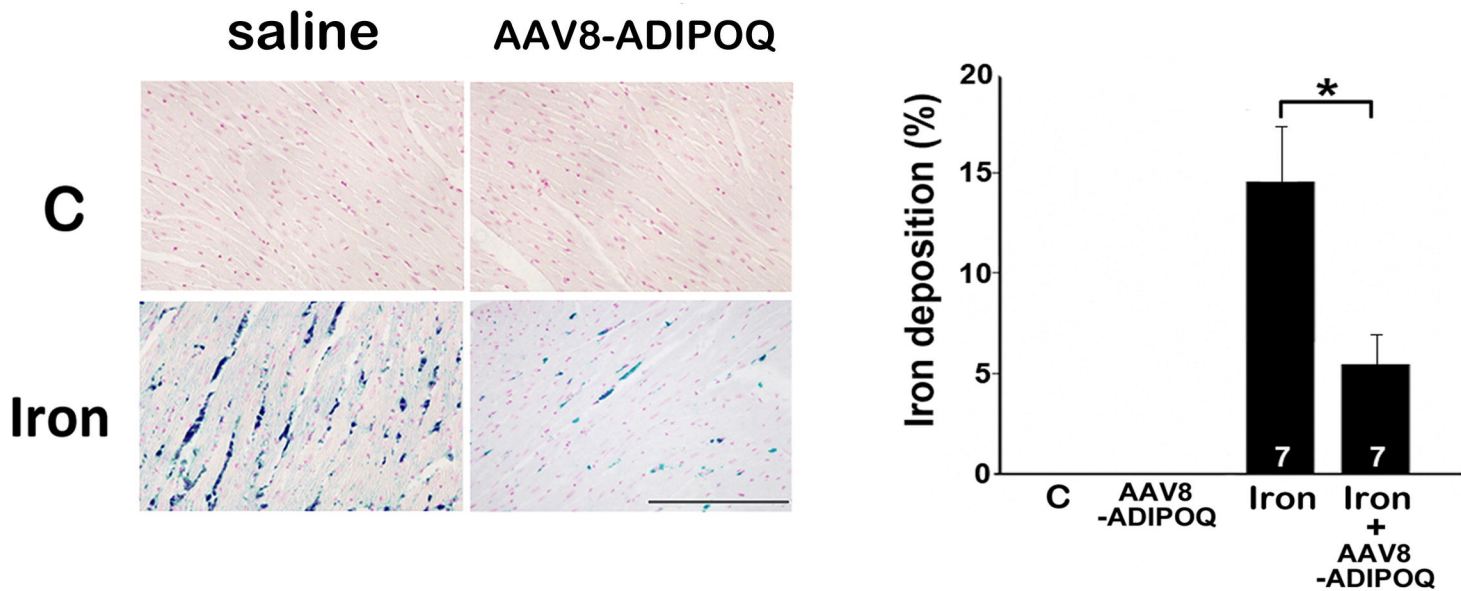 saline
AAV8-ADIPOQ
C
Iron
Iron deposition (%)
20
15
10
5
0
*
7
7
C
AAV8
-ADIPOQ
Iron
Iron
+
AAV8
-ADIPOQ